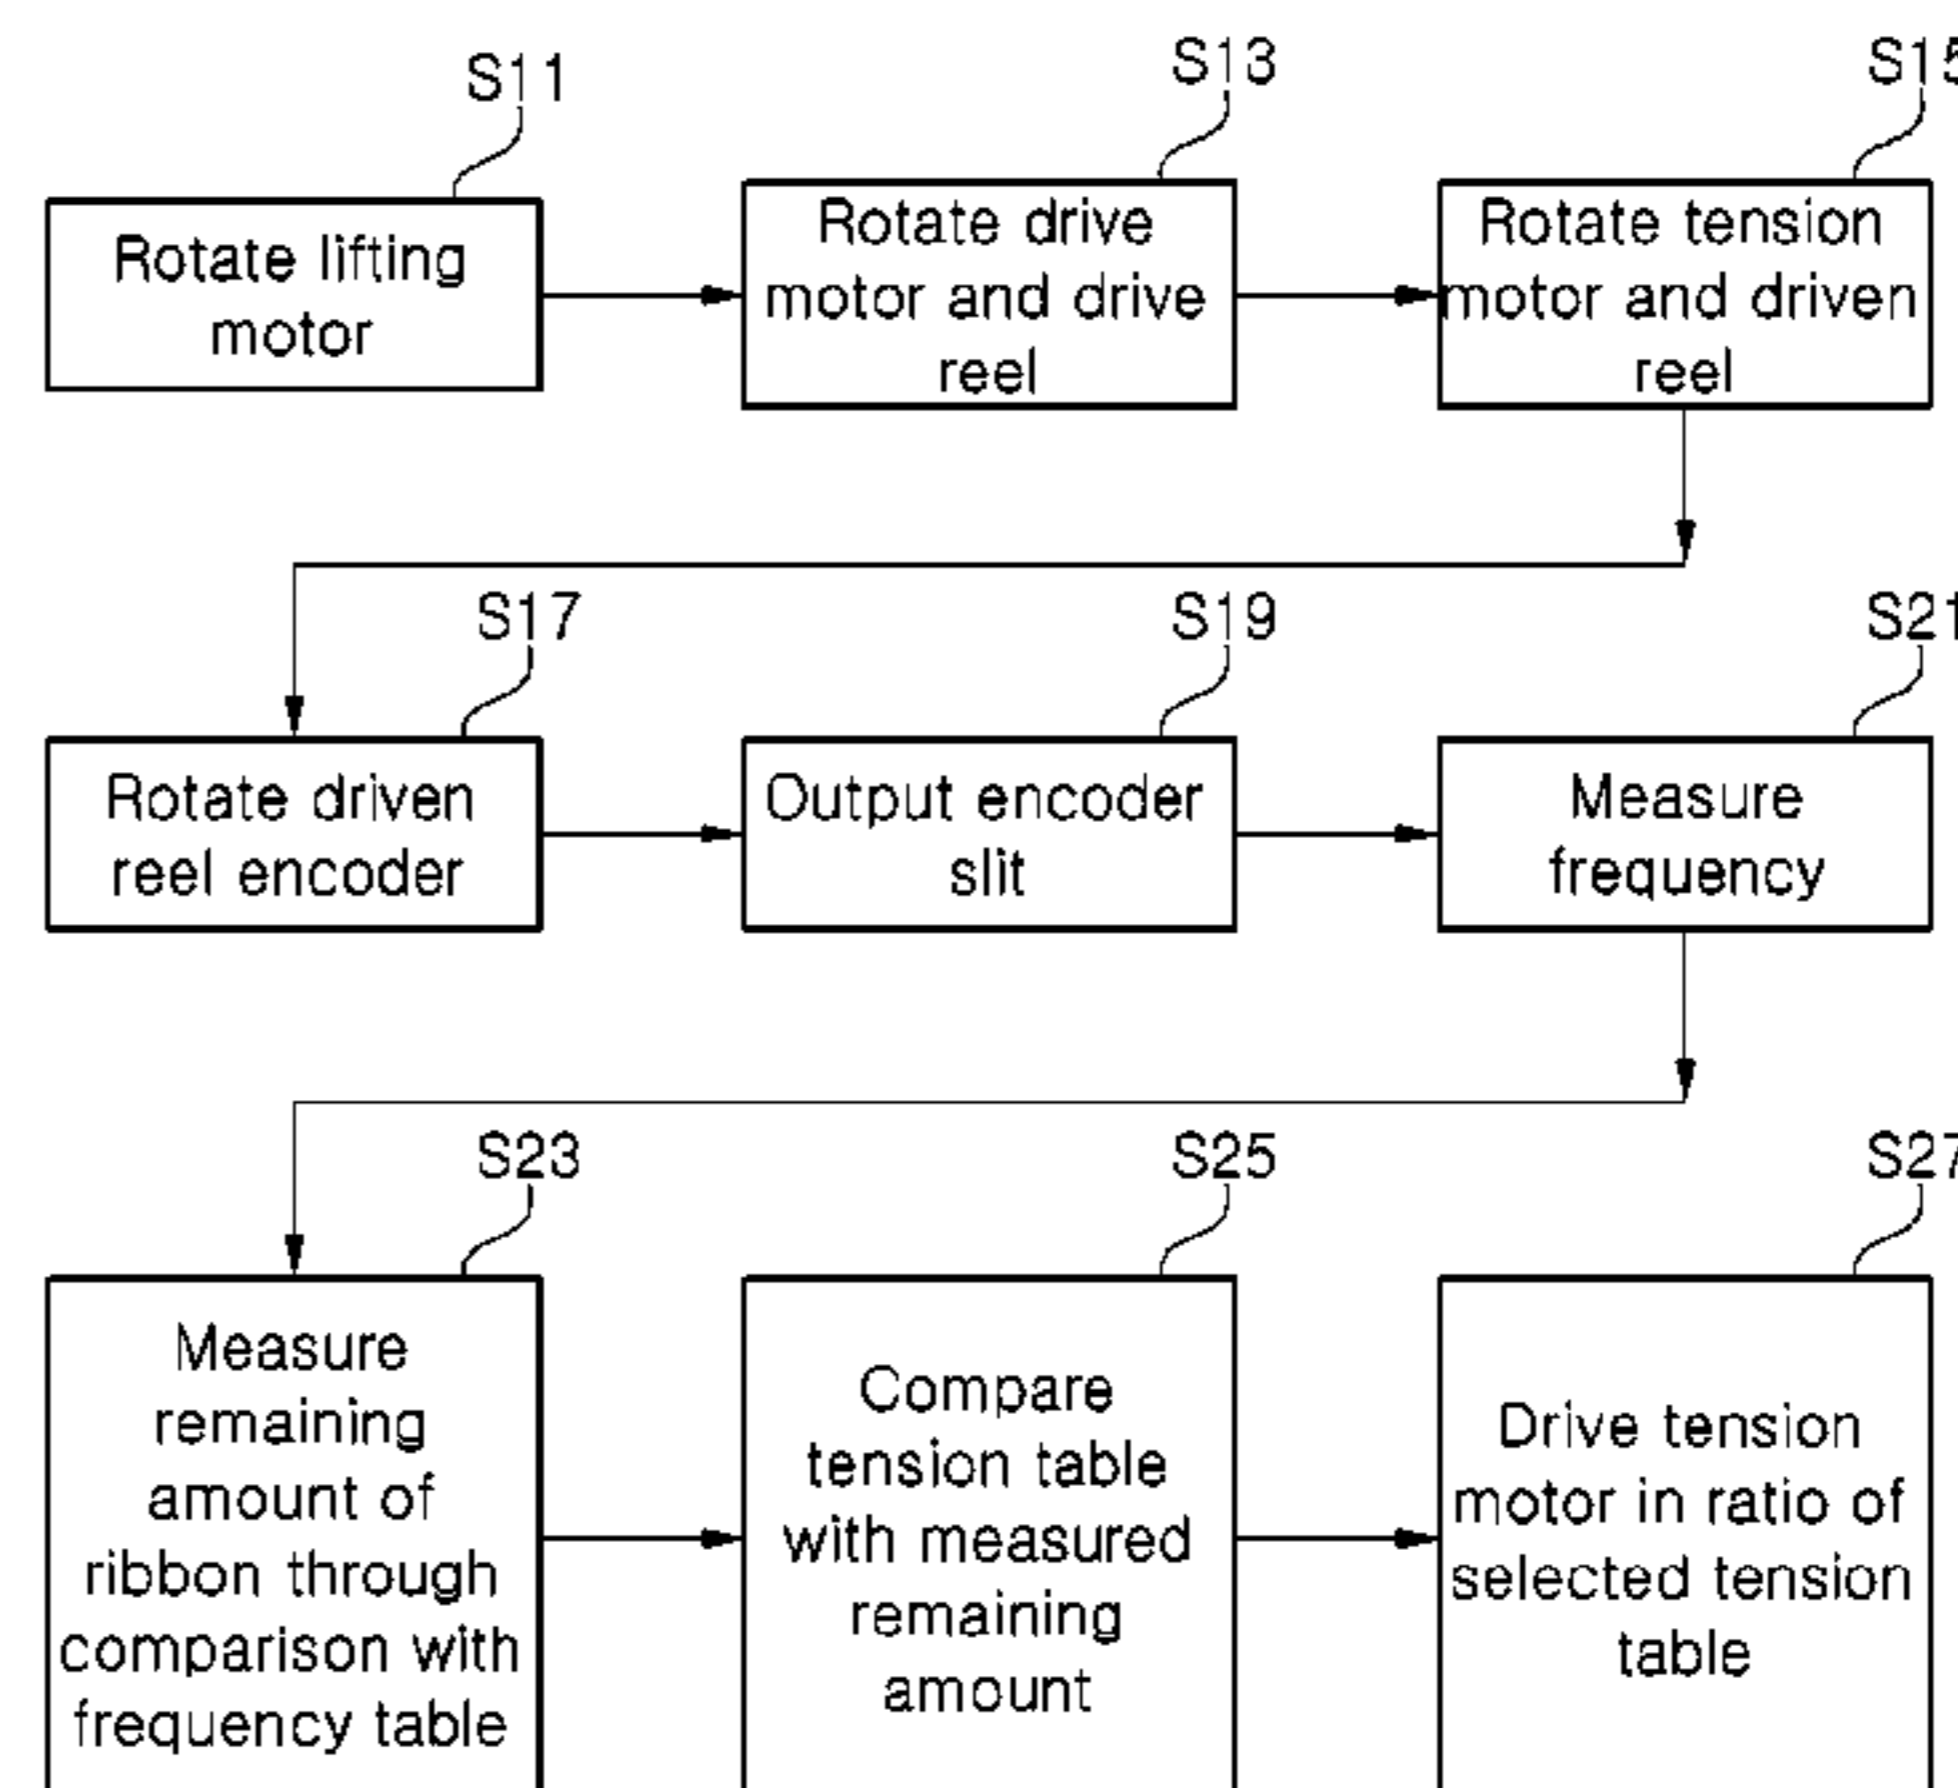 S11
S13
S15
Rotate lifting
motor
Rotate drive
motor and drive
reel
Rotate tension
motor and driven
reel
S17
S19
S21
Rotate driven
reel encoder
Output encoder
slit
Measure
frequency
S23
S25
S27
Measure
remaining
amount of
ribbon through
comparison with
frequency table
Compare
tension table
with measured
remaining
amount
Drive tension
motor in ratio of
selected tension
table